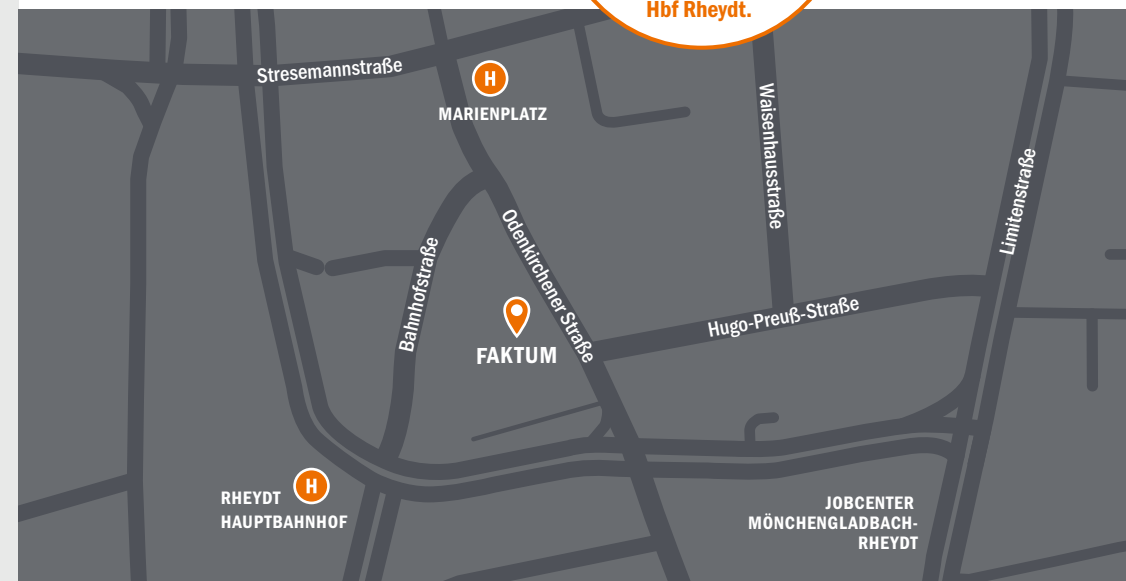 Hbf Rheydt.
Stresemannstraße
H
MARIENPLATZ
Waisenhausstraße
Limitenstraße
Odenkirchener Straße
Bahnhofstraße
Hugo-Preuß-Straße
FAKTUM
H
RHEYDT
HAUPTBAHNHOF
JOBCENTER
MÖNCHENGLADBACH-
RHEYDT